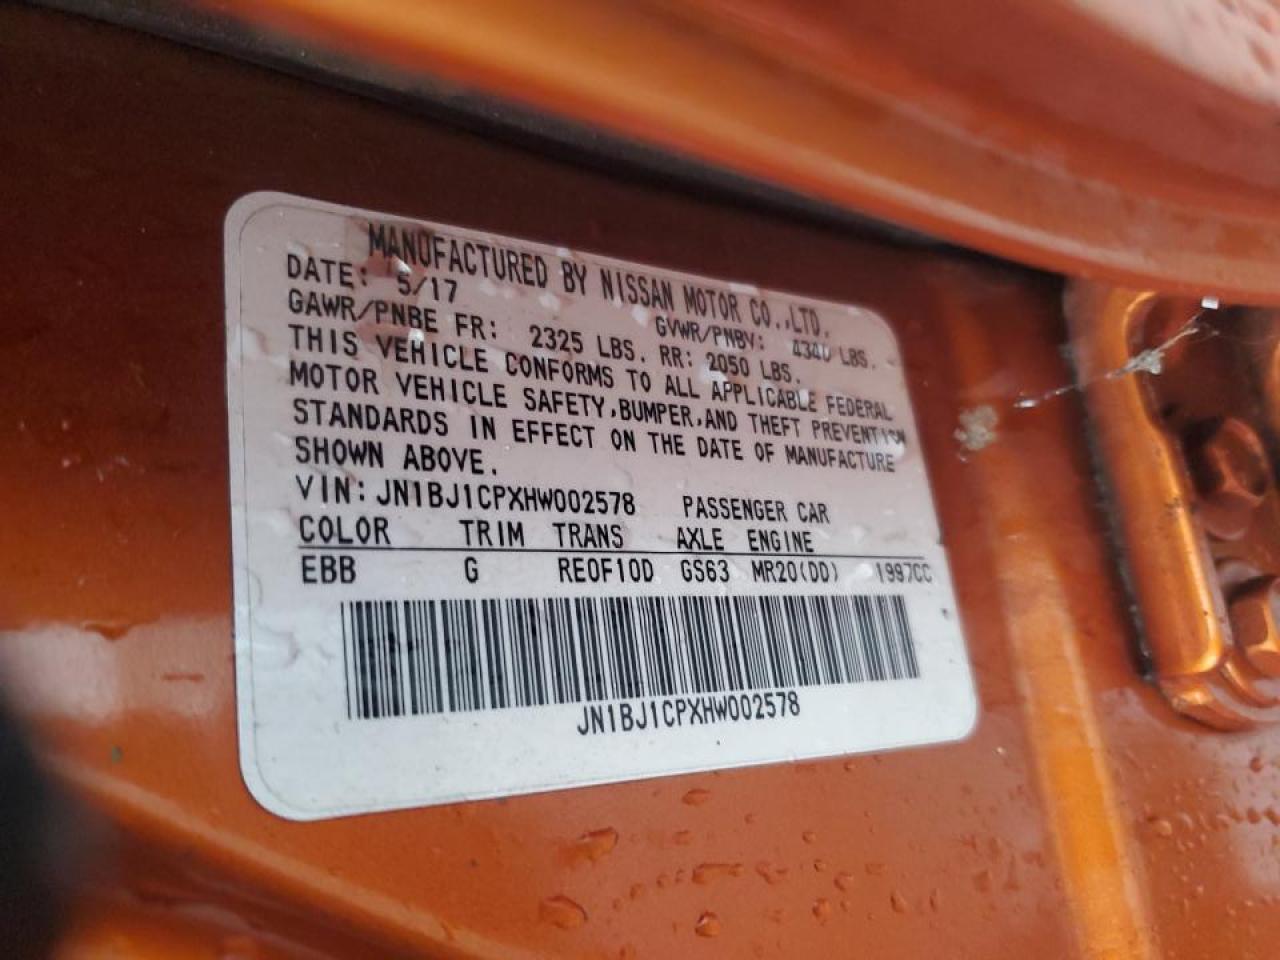 MANUFACTURED BY NISSAN MOTOR CO.,LTD.
DATE: 5/17 GVWR/PNBV: 4340 LBS.
GAWR/PNBE FR: 2325 LBS. RR: 2050 LBS.
THIS VEHICLE CONFORMS TO ALL APPLICABLE FEDERAL
MOTOR VEHICLE SAFETY,BUMPER,AND THEFT PREVENTION
STANDARDS IN EFFECT ON THE DATE OF MANUFACTURE
SHOWN ABOVE.
VIN: JN1BJ1CPXHW002578 PASSENGER CAR
COLOR TRIM TRANS AXLE ENGINE
EBB G RE0F10D GS63 MR20(DD) 1997CC
JN1BJ1CPXHW002578